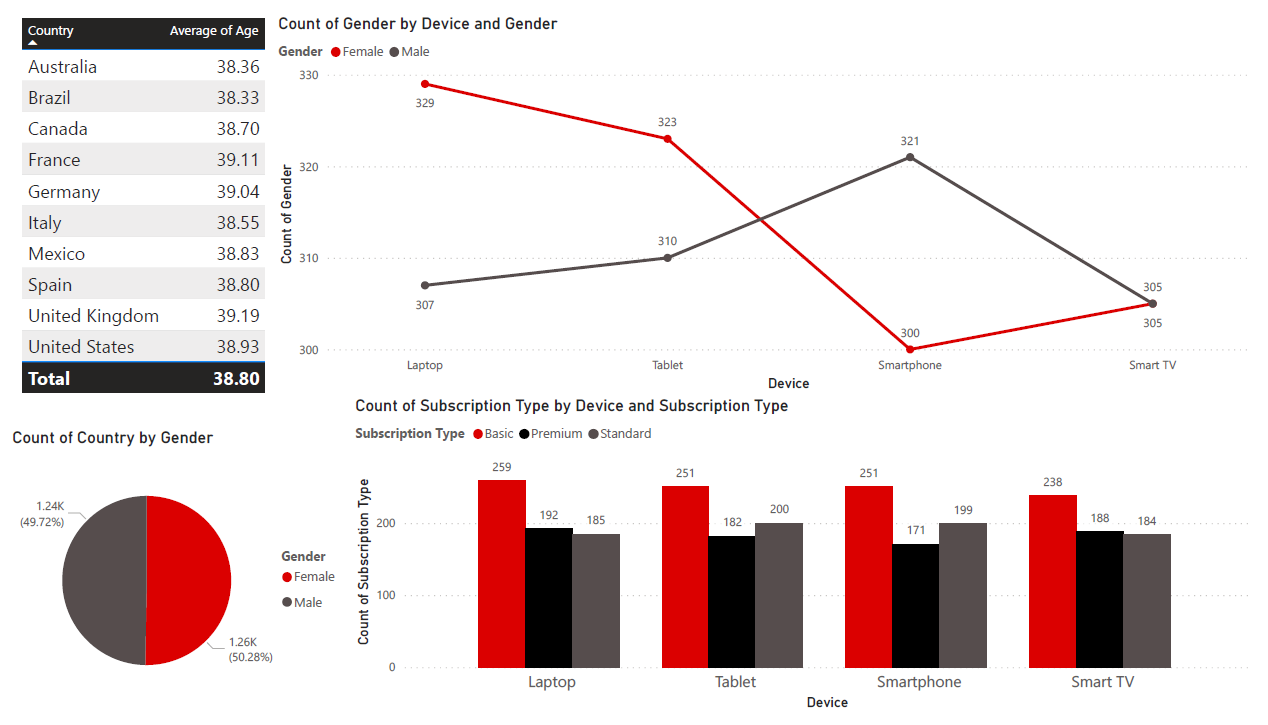 Country Average of Age
Australia 38.36
Brazil 38.33
Canada 38.70
France 39.11
Germany 39.04
Italy 38.55
Mexico 38.83
Spain 38.80
United Kingdom 39.19
United States 38.93
Total 38.80
Count of Gender by Device and Gender
Gender Female Male
Count of Gender
330
320
310
300
329
323
321
307
310
300
305
305
Laptop Tablet Smartphone Smart TV
Device
Count of Country by Gender
1.24K
(49.72%)
1.26K
(50.28%)
Gender
Female
Male
Count of Subscription Type by Device and Subscription Type
Subscription Type Basic Premium Standard
Count of Subscription Type
200
100
0
259 192 185
251 182 200
251 171 199
238 188 184
Laptop Tablet Smartphone Smart TV
Device